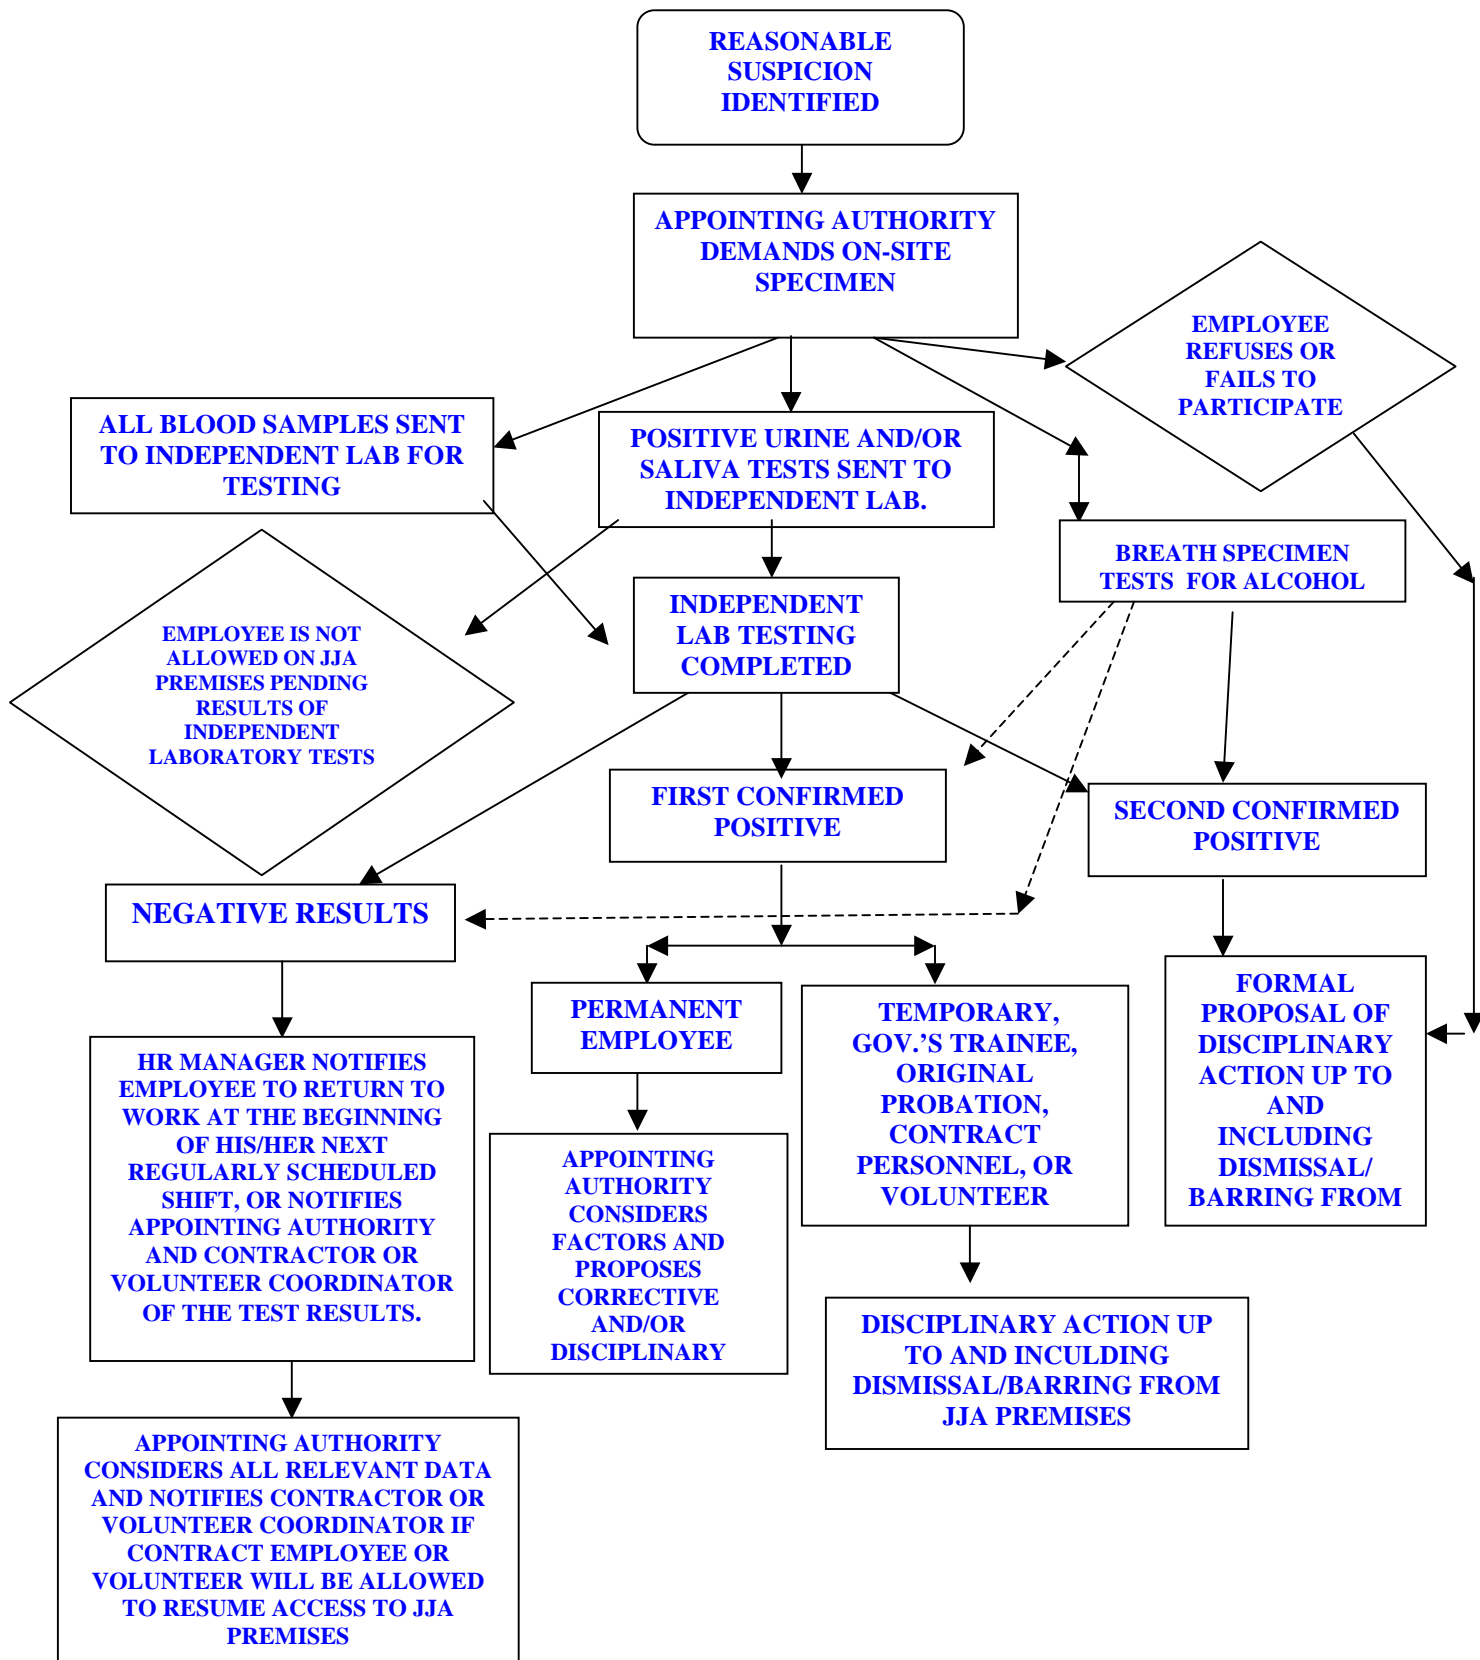 REASONABLE
SUSPICION
IDENTIFIED
APPOINTING AUTHORITY
DEMANDS ON-SITE
SPECIMEN
EMPLOYEE
REFUSES OR
FAILS TO
PARTICIPATE
ALL BLOOD SAMPLES SENT
TO INDEPENDENT LAB FOR
TESTING
POSITIVE URINE AND/OR
SALIVA TESTS SENT TO
INDEPENDENT LAB.
BREATH SPECIMEN
TESTS  FOR ALCOHOL
EMPLOYEE IS NOT
ALLOWED ON JJA
PREMISES PENDING
RESULTS OF
INDEPENDENT
LABORATORY TESTS
INDEPENDENT
LAB TESTING
COMPLETED
FIRST CONFIRMED
POSITIVE
SECOND CONFIRMED
POSITIVE
NEGATIVE RESULTS
PERMANENT
EMPLOYEE
TEMPORARY,
GOV.'S TRAINEE,
ORIGINAL
PROBATION,
CONTRACT
PERSONNEL, OR
VOLUNTEER
FORMAL
PROPOSAL OF
DISCIPLINARY
ACTION UP TO
AND
INCLUDING
DISMISSAL/
BARRING FROM
HR MANAGER NOTIFIES
EMPLOYEE TO RETURN TO
WORK AT THE BEGINNING
OF HIS/HER NEXT
REGULARLY SCHEDULED
SHIFT, OR NOTIFIES
APPOINTING AUTHORITY
AND CONTRACTOR OR
VOLUNTEER COORDINATOR
OF THE TEST RESULTS.
APPOINTING
AUTHORITY
CONSIDERS
FACTORS AND
PROPOSES
CORRECTIVE
AND/OR
DISCIPLINARY
DISCIPLINARY ACTION UP
TO AND INCULDING
DISMISSAL/BARRING FROM
JJA PREMISES
APPOINTING AUTHORITY
CONSIDERS ALL RELEVANT DATA
AND NOTIFIES CONTRACTOR OR
VOLUNTEER COORDINATOR IF
CONTRACT EMPLOYEE OR
VOLUNTEER WILL BE ALLOWED
TO RESUME ACCESS TO JJA
PREMISES